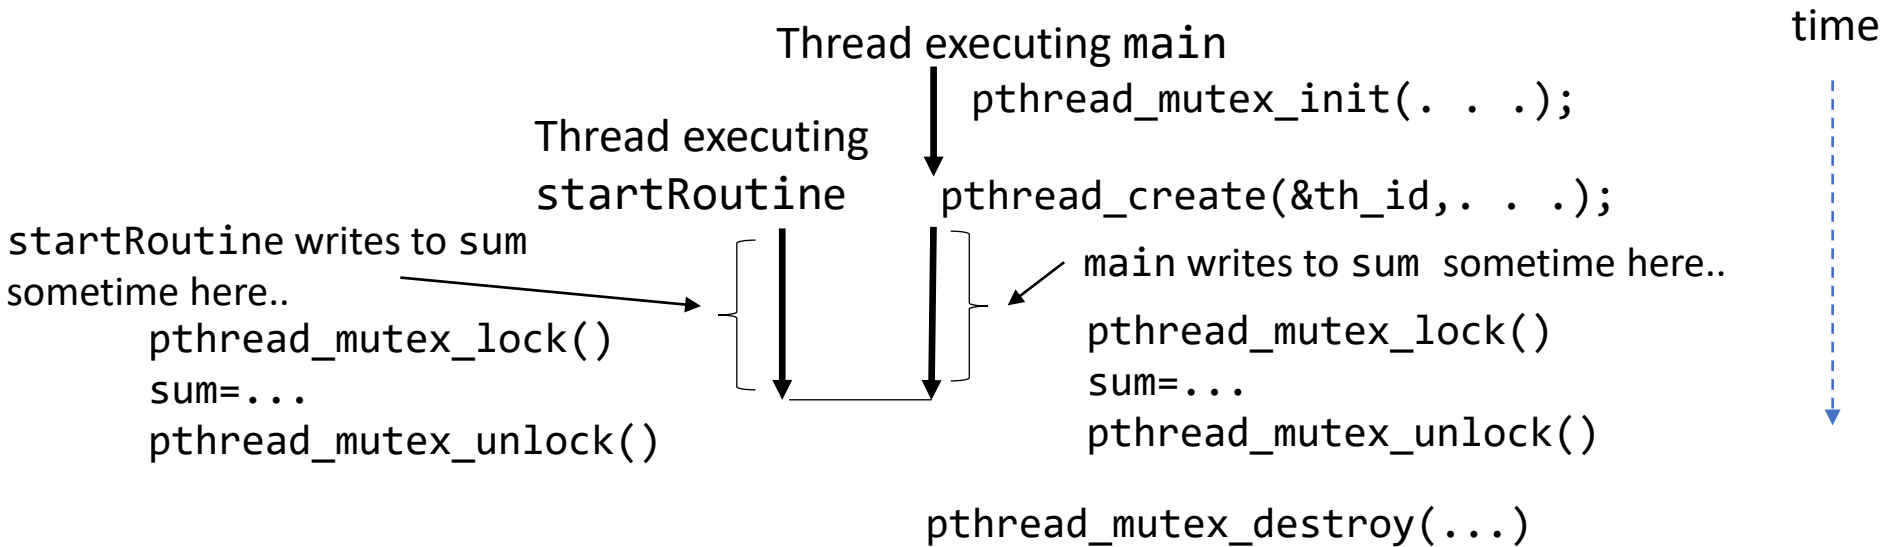 time
Thread executing main
pthread_mutex_init(. . .);
Thread executing
startRoutine
pthread_create(&th_id,. . .);
startRoutine writes to sum
sometime here..
main writes to sum sometime here..
pthread_mutex_lock()
sum=...
pthread_mutex_unlock()
pthread_mutex_lock()
sum=...
pthread_mutex_unlock()
pthread_mutex_destroy(...)